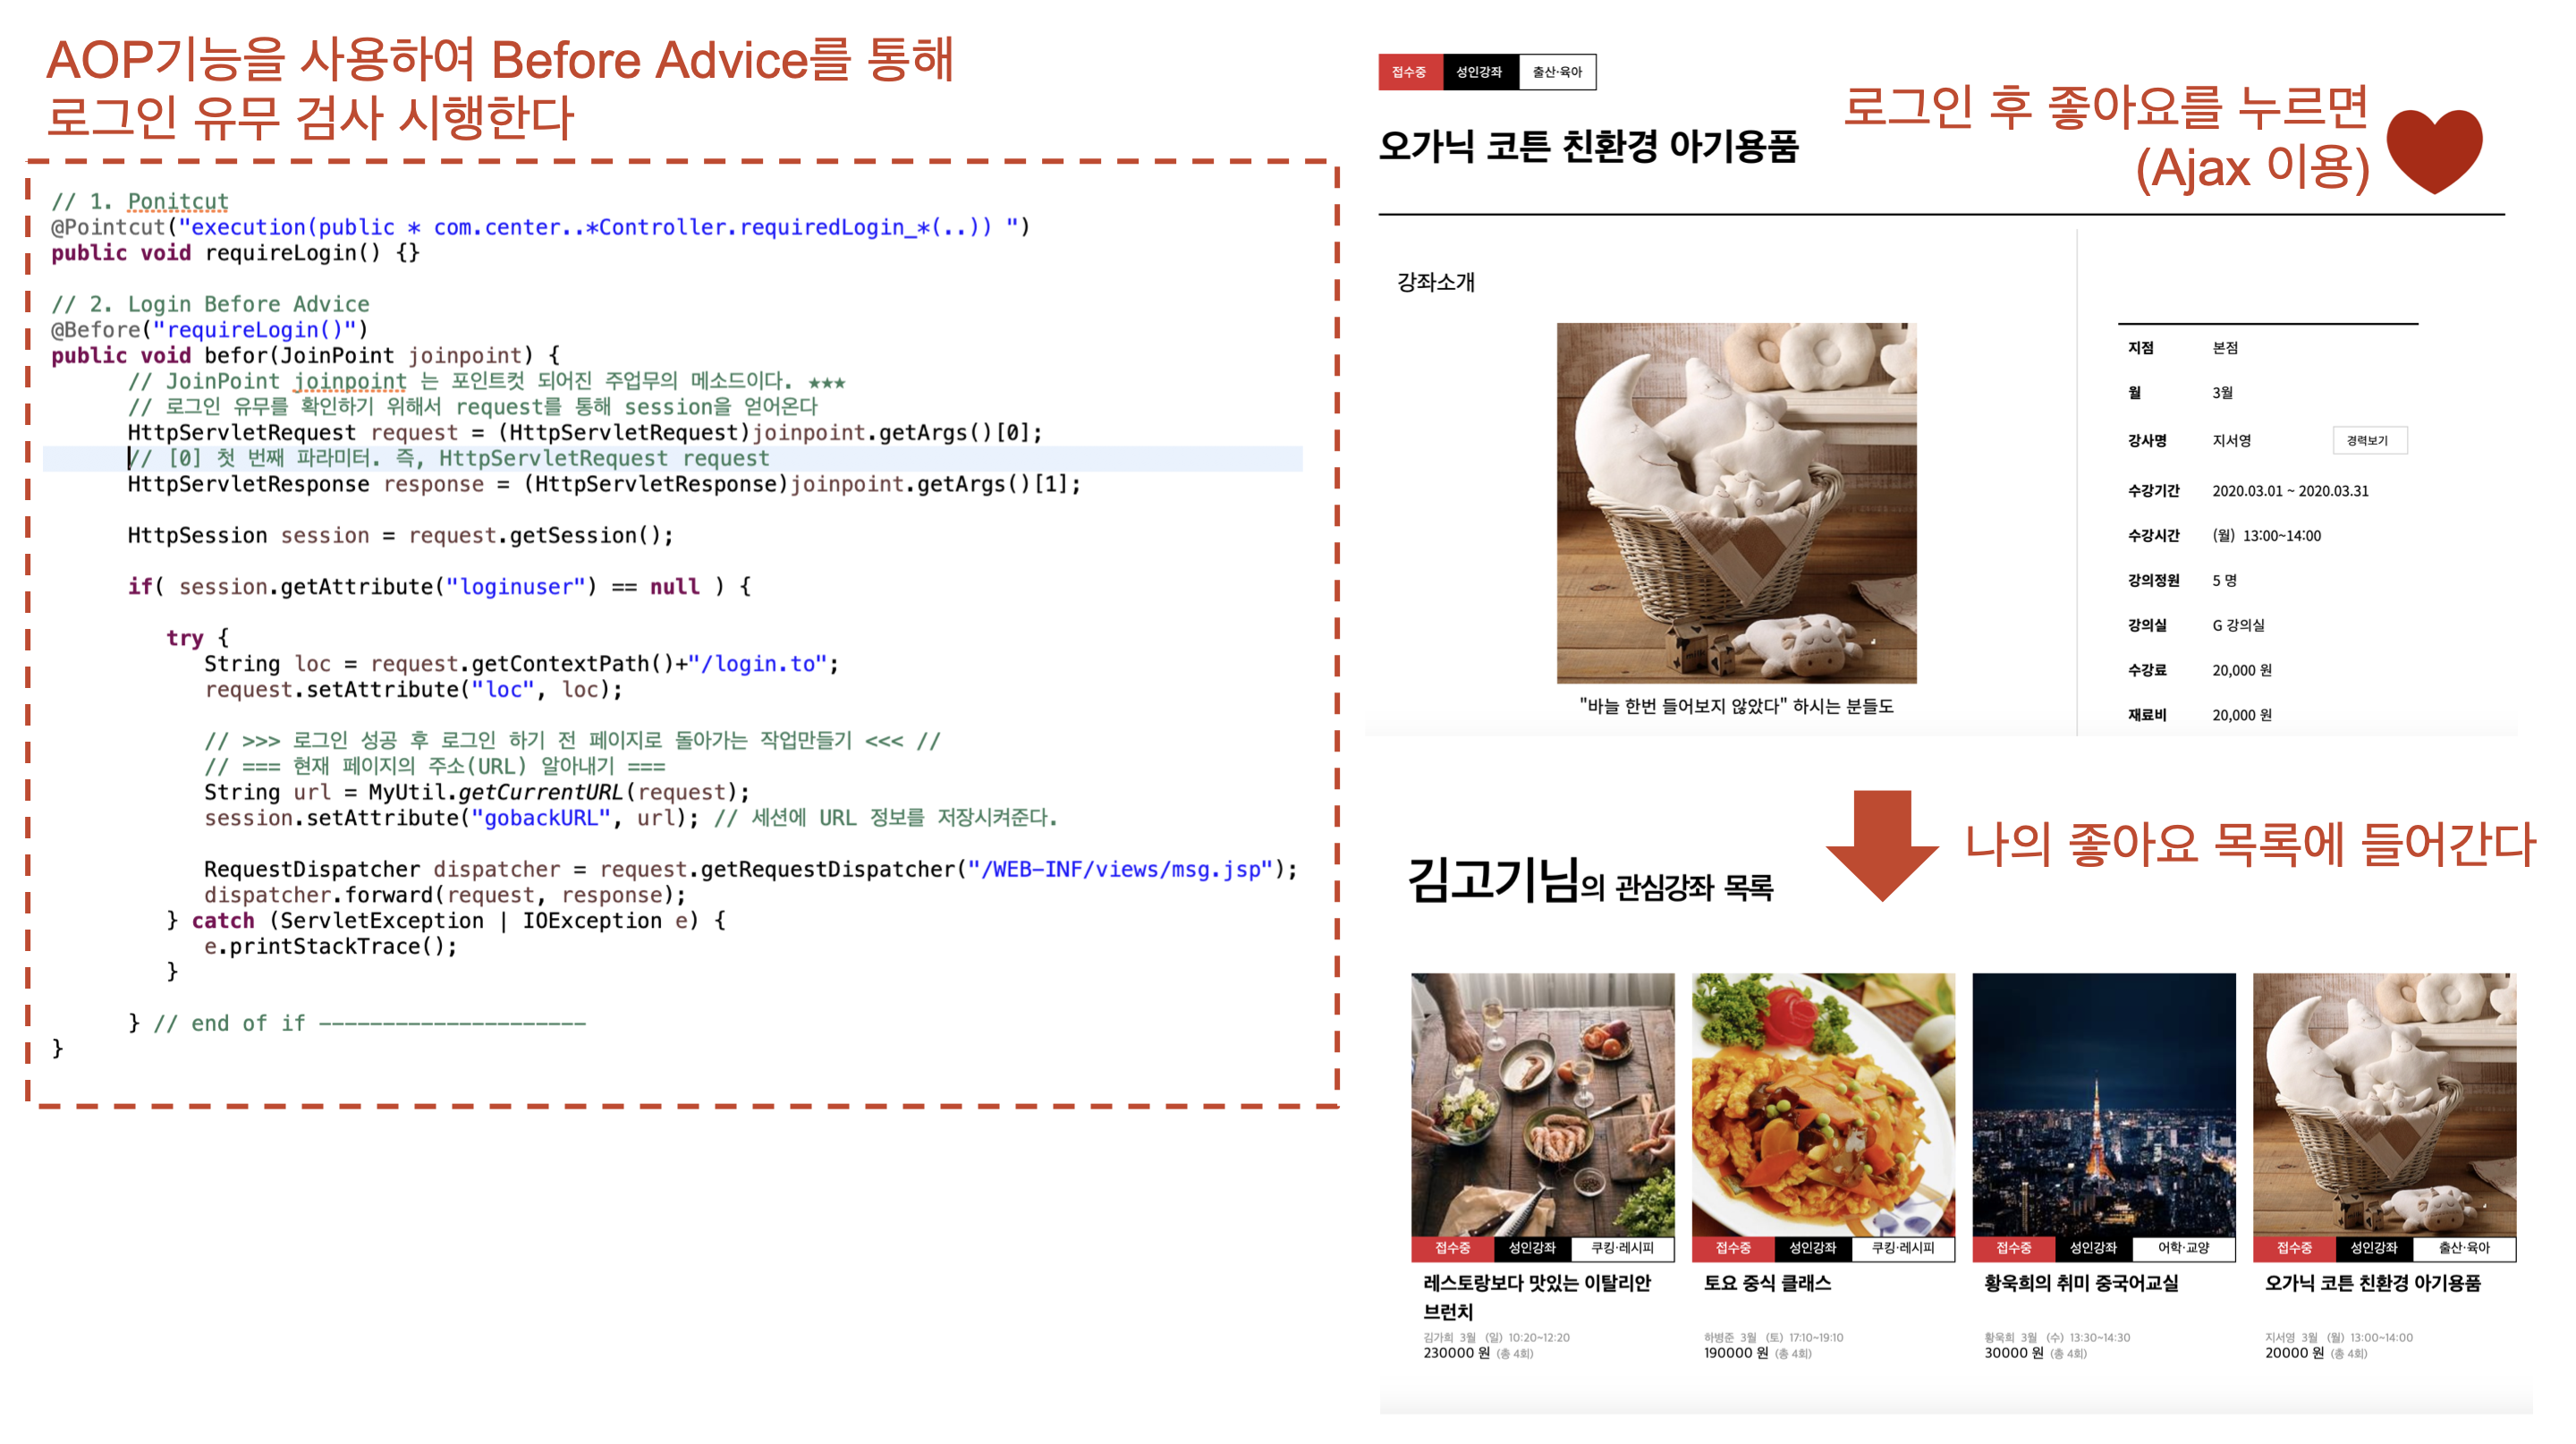 AOP기능을 사용하여 Before Advice를 통해
로그인 유무 검사 시행한다
// 1. Ponitcut
@Pointcut("execution(public * com.center..*Controller.requiredLogin_*(..)) ")
public void requireLogin() {}
// 2. Login Before Advice
@Before("requireLogin()")
public void befor(JoinPoint joinpoint) {
// JoinPoint joinpoint 는 포인트컷 되어진 주업무의 메소드이다. ★★★
// 로그인 유무를 확인하기 위해서 request를 통해 session을 얻어온다
HttpServletRequest request = (HttpServletRequest)joinpoint.getArgs()[0];
// [0] 첫 번째 파라미터. 즉, HttpServletRequest request
HttpServletResponse response = (HttpServletResponse)joinpoint.getArgs()[1];
HttpSession session = request.getSession();
if( session.getAttribute("loginuser") == null ) {
try {
String loc = request.getContextPath()+"/login.to";
request.setAttribute("loc", loc);
// >>> 로그인 성공 후 로그인 하기 전 페이지로 돌아가는 작업만들기 <<< //
// === 현재 페이지의 주소(URL) 알아내기 ===
String url = MyUtil.getCurrentURL(request);
session.setAttribute("gobackURL", url); // 세션에 URL 정보를 저장시켜준다.
RequestDispatcher dispatcher = request.getRequestDispatcher("/WEB-INF/views/msg.jsp");
dispatcher.forward(request, response);
} catch (ServletException | IOException e) {
e.printStackTrace();
}
} // end of if ---------------------
}
접수중 성인강좌 출산·육아
오가닉 코튼 친환경 아기용품
로그인 후 좋아요를 누르면
(Ajax 이용)
강좌소개
"바늘 한번 들어보지 않았다" 하시는 분들도
지점 본점
월 3월
강사명 지서영 경력보기
수강기간 2020.03.01 ~ 2020.03.31
수강시간 (월) 13:00~14:00
강의정원 5 명
강의실 G 강의실
수강료 20,000 원
재료비 20,000 원
나의 좋아요 목록에 들어간다
김고기님의 관심강좌 목록
접수중 성인강좌 쿠킹·레시피
레스토랑보다 맛있는 이탈리안
브런치
김가희 3월 (일) 10:20~12:20
230000 원 (총 4회)
접수중 성인강좌 쿠킹·레시피
토요 중식 클래스
하병준 3월 (토) 17:10~19:10
190000 원 (총 4회)
접수중 성인강좌 어학·교양
황욱희의 취미 중국어교실
황욱희 3월 (수) 13:30~14:30
30000 원 (총 4회)
접수중 성인강좌 출산·육아
오가닉 코튼 친환경 아기용품
지서영 3월 (월) 13:00~14:00
20000 원 (총 4회)